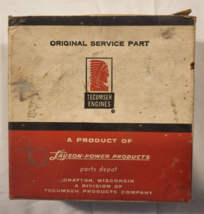 ORIGINAL SERVICE PART
TECUMSEH
ENGINES
®
A PRODUCT OF
LAUSON-POWER PRODUCTS
parts depot
GRAFTON, WISCONSIN
A DIVISION OF
TECUMSEH PRODUCTS COMPANY